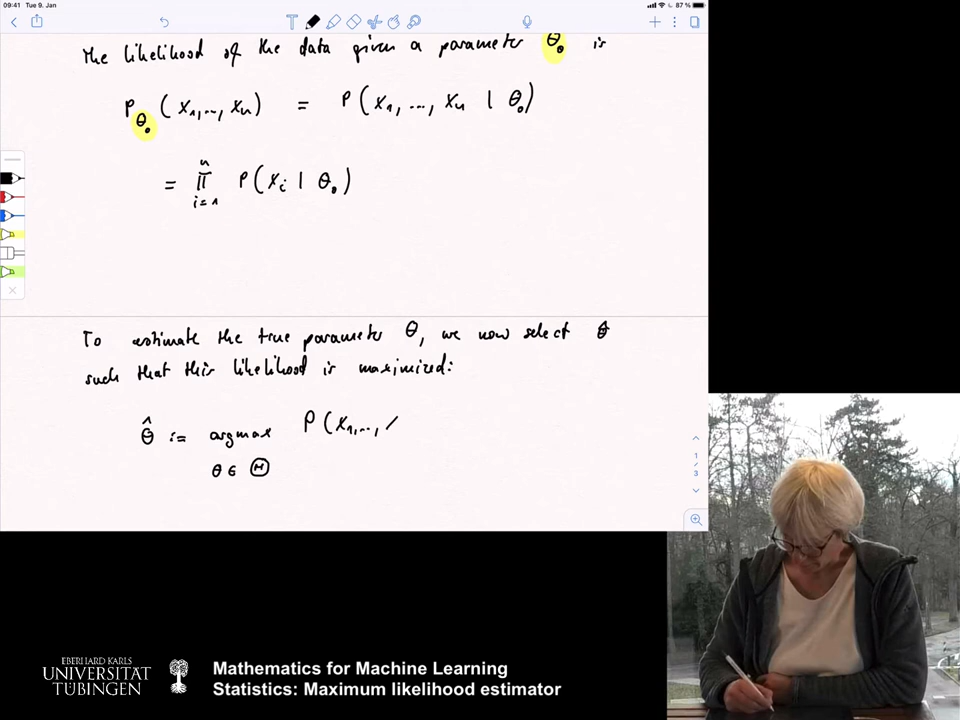 09:41 Tue 9. Jan 87 %
The likelihood of the data given a parameter θ₀ is
P_θ₀ (x₁,..., xₙ) = P(x₁, ..., xₙ | θ₀)
= ∏ᵢ₌₁ⁿ P(xᵢ | θ₀)
To estimate the true parameter θ, we now select θ̂
such that this likelihood is maximized:
θ̂ := argmax P(x₁,...,
θ ∈ Θ
1 / 3
EBERHARD KARLS
UNIVERSITÄT
TÜBINGEN
Mathematics for Machine Learning
Statistics: Maximum likelihood estimator